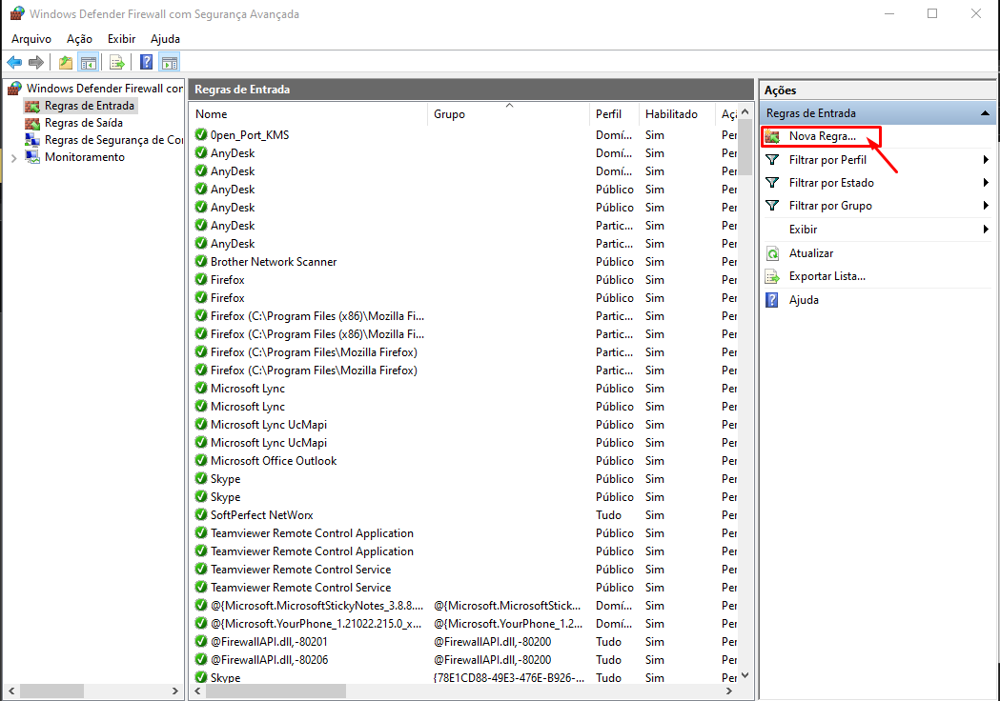 Windows Defender Firewall com Segurança Avançada
Arquivo Ação Exibir Ajuda
Windows Defender Firewall cor
Regras de Entrada
Regras de Saída
Regras de Segurança de Cor
Monitoramento
Regras de Entrada
Nome Grupo Perfil Habilitado Açã
0pen_Port_KMS Domí... Sim Per
AnyDesk Domí... Sim Per
AnyDesk Domí... Sim Per
AnyDesk Público Sim Per
AnyDesk Público Sim Per
AnyDesk Partic... Sim Per
AnyDesk Partic... Sim Per
Brother Network Scanner Público Sim Per
Firefox Público Sim Per
Firefox Público Sim Per
Firefox (C:\Program Files (x86)\Mozilla Fi... Partic... Sim Per
Firefox (C:\Program Files (x86)\Mozilla Fi... Partic... Sim Per
Firefox (C:\Program Files\Mozilla Firefox) Partic... Sim Per
Firefox (C:\Program Files\Mozilla Firefox) Partic... Sim Per
Microsoft Lync Público Sim Per
Microsoft Lync Público Sim Per
Microsoft Lync UcMapi Público Sim Per
Microsoft Lync UcMapi Público Sim Per
Microsoft Office Outlook Público Sim Per
Skype Público Sim Per
Skype Público Sim Per
SoftPerfect NetWorx Tudo Sim Per
Teamviewer Remote Control Application Público Sim Per
Teamviewer Remote Control Application Público Sim Per
Teamviewer Remote Control Service Público Sim Per
Teamviewer Remote Control Service Público Sim Per
@{Microsoft.MicrosoftStickyNotes_3.8.8.... @{Microsoft.MicrosoftStick... Domí... Sim Per
@{Microsoft.YourPhone_1.21022.215.0_x... @{Microsoft.YourPhone_1.2... Domí... Sim Per
@FirewallAPI.dll,-80201 @FirewallAPI.dll,-80200 Tudo Sim Per
@FirewallAPI.dll,-80206 @FirewallAPI.dll,-80200 Tudo Sim Per
Skype {78E1CD88-49E3-476E-B926-... Tudo Sim Per
Ações
Regras de Entrada
Nova Regra...
Filtrar por Perfil
Filtrar por Estado
Filtrar por Grupo
Exibir
Atualizar
Exportar Lista...
Ajuda